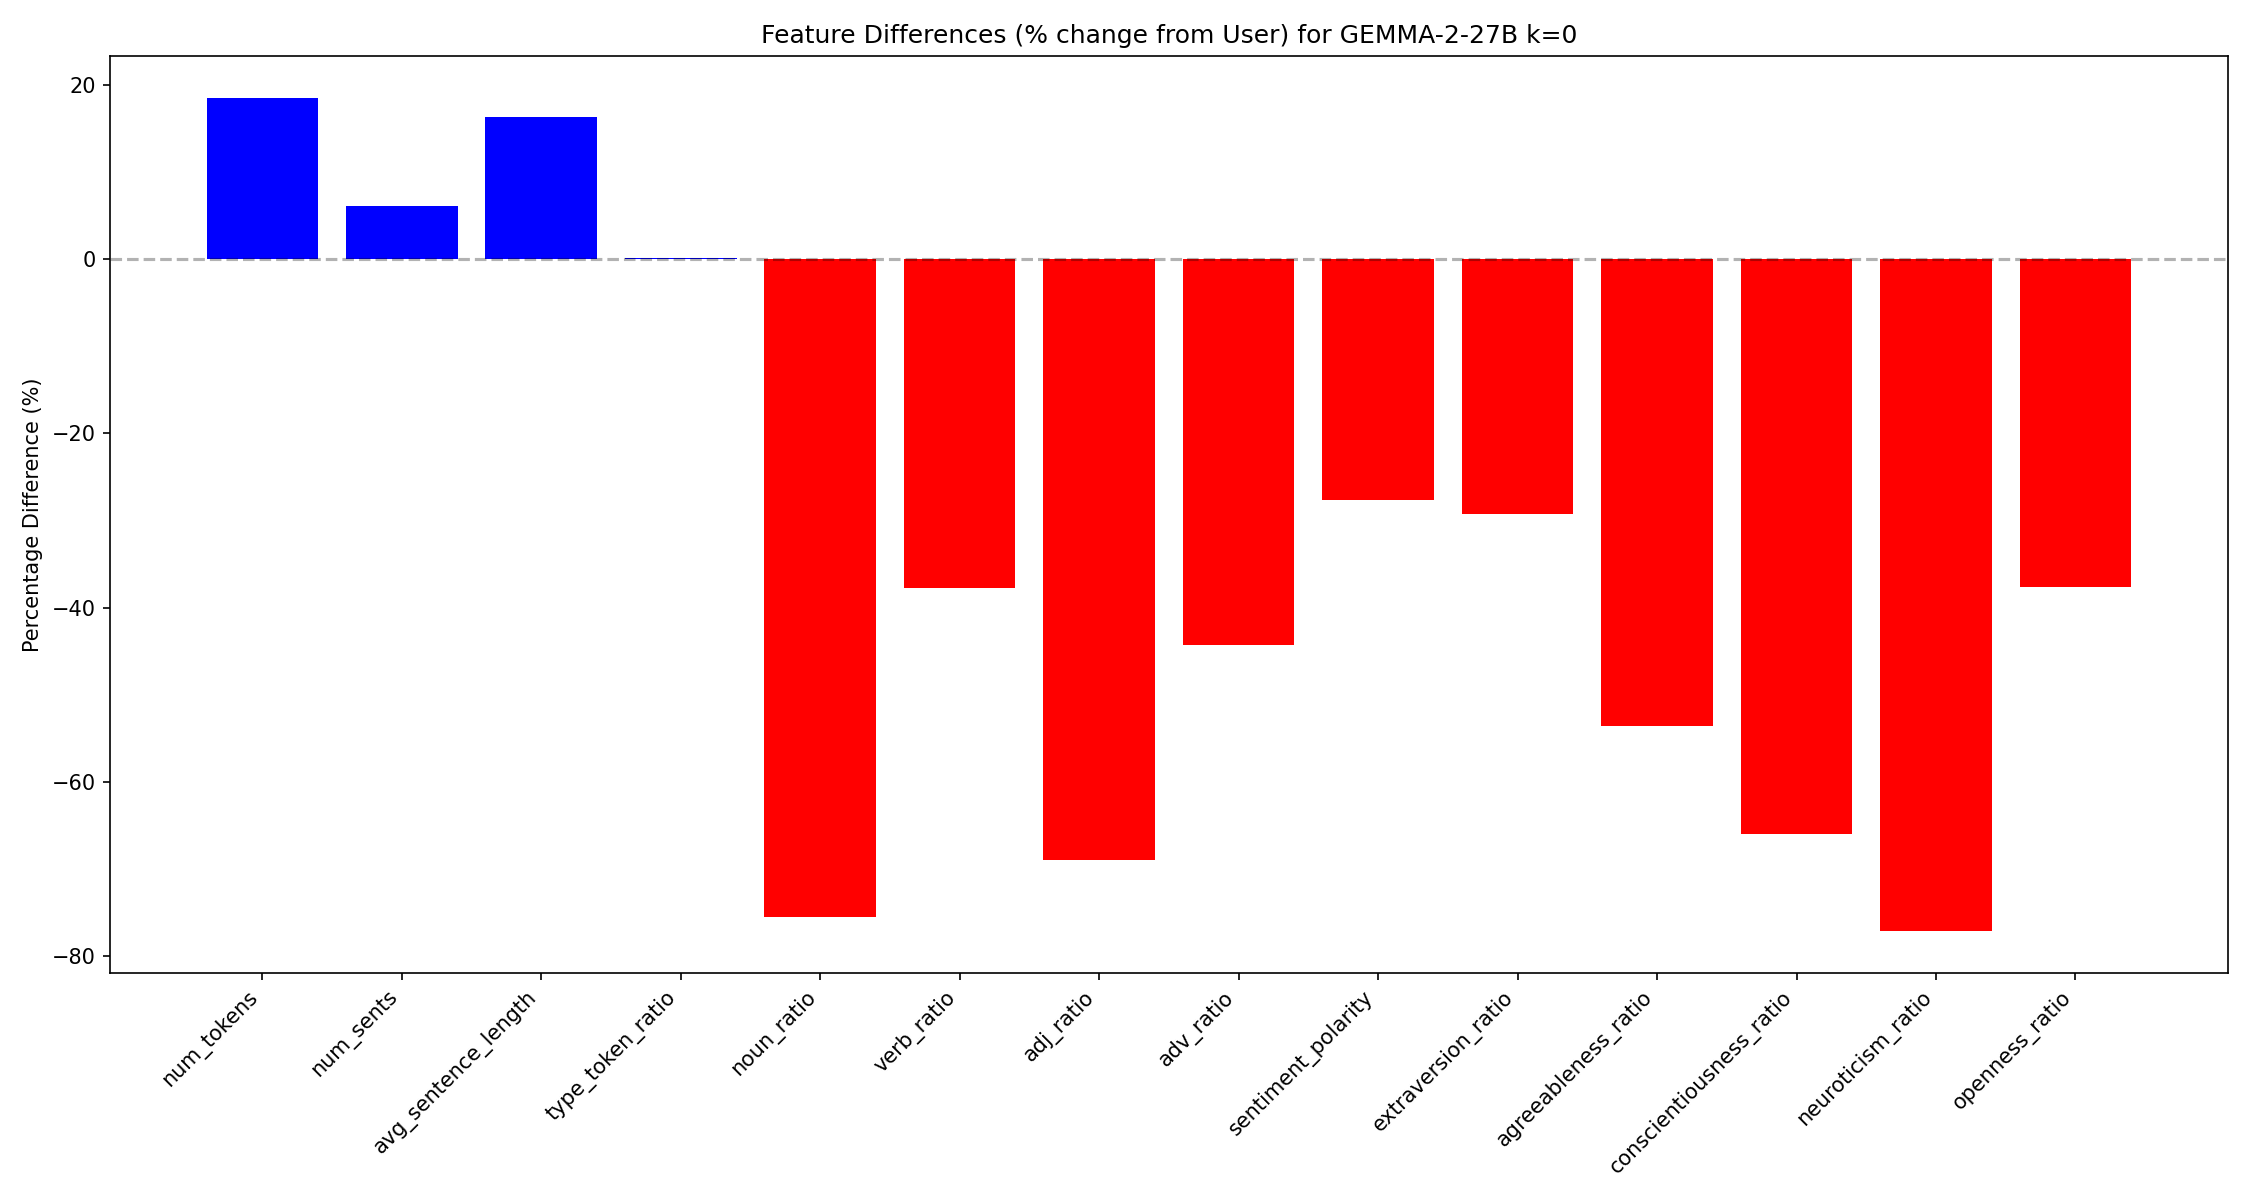 Feature Differences (% change from User) for GEMMA-2-27B k=0
Percentage Difference (%)
20
0
−20
−40
−60
−80
num_tokens
num_sents
avg_sentence_length
type_token_ratio
noun_ratio
verb_ratio
adj_ratio
adv_ratio
sentiment_polarity
extraversion_ratio
agreeableness_ratio
conscientiousness_ratio
neuroticism_ratio
openness_ratio